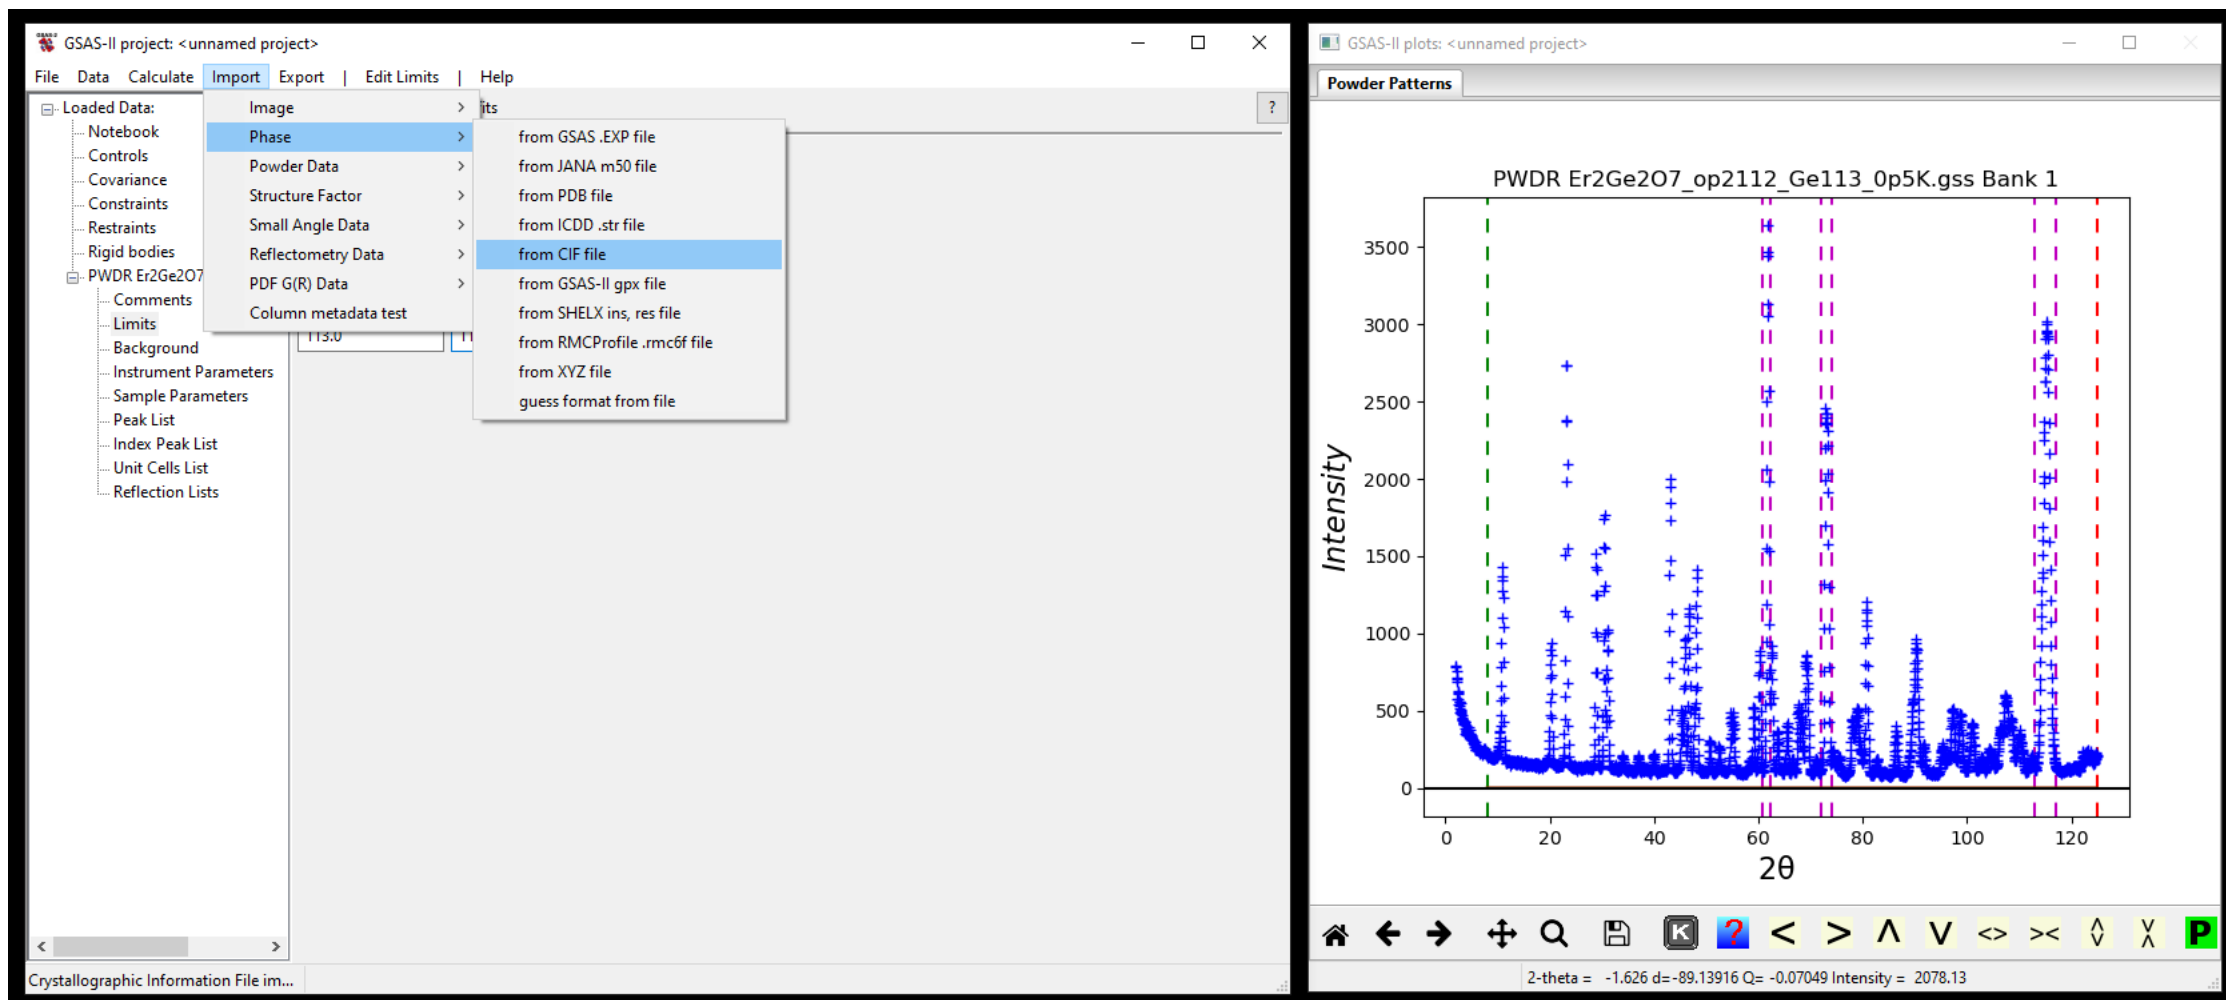 GSAS-II project: <unnamed project>
File Data Calculate Import Export | Edit Limits | Help
Loaded Data:
Notebook
Controls
Covariance
Constraints
Restraints
Rigid bodies
PWDR Er2Ge2O7
Comments
Limits
Background
Instrument Parameters
Sample Parameters
Peak List
Index Peak List
Unit Cells List
Reflection Lists
Image
Phase
Powder Data
Structure Factor
Small Angle Data
Reflectometry Data
PDF G(R) Data
Column metadata test
its
?
113.0
from GSAS .EXP file
from JANA m50 file
from PDB file
from ICDD .str file
from CIF file
from GSAS-II gpx file
from SHELX ins, res file
from RMCProfile .rmc6f file
from XYZ file
guess format from file
Crystallographic Information File im...
GSAS-II plots: <unnamed project>
Powder Patterns
PWDR Er2Ge2O7_op2112_Ge113_0p5K.gss Bank 1
Intensity
3500
3000
2500
2000
1500
1000
500
0
0 20 40 60 80 100 120
2θ
K ? < > Λ V <> >< P
2-theta = -1.626 d=-89.13916 Q= -0.07049 Intensity = 2078.13